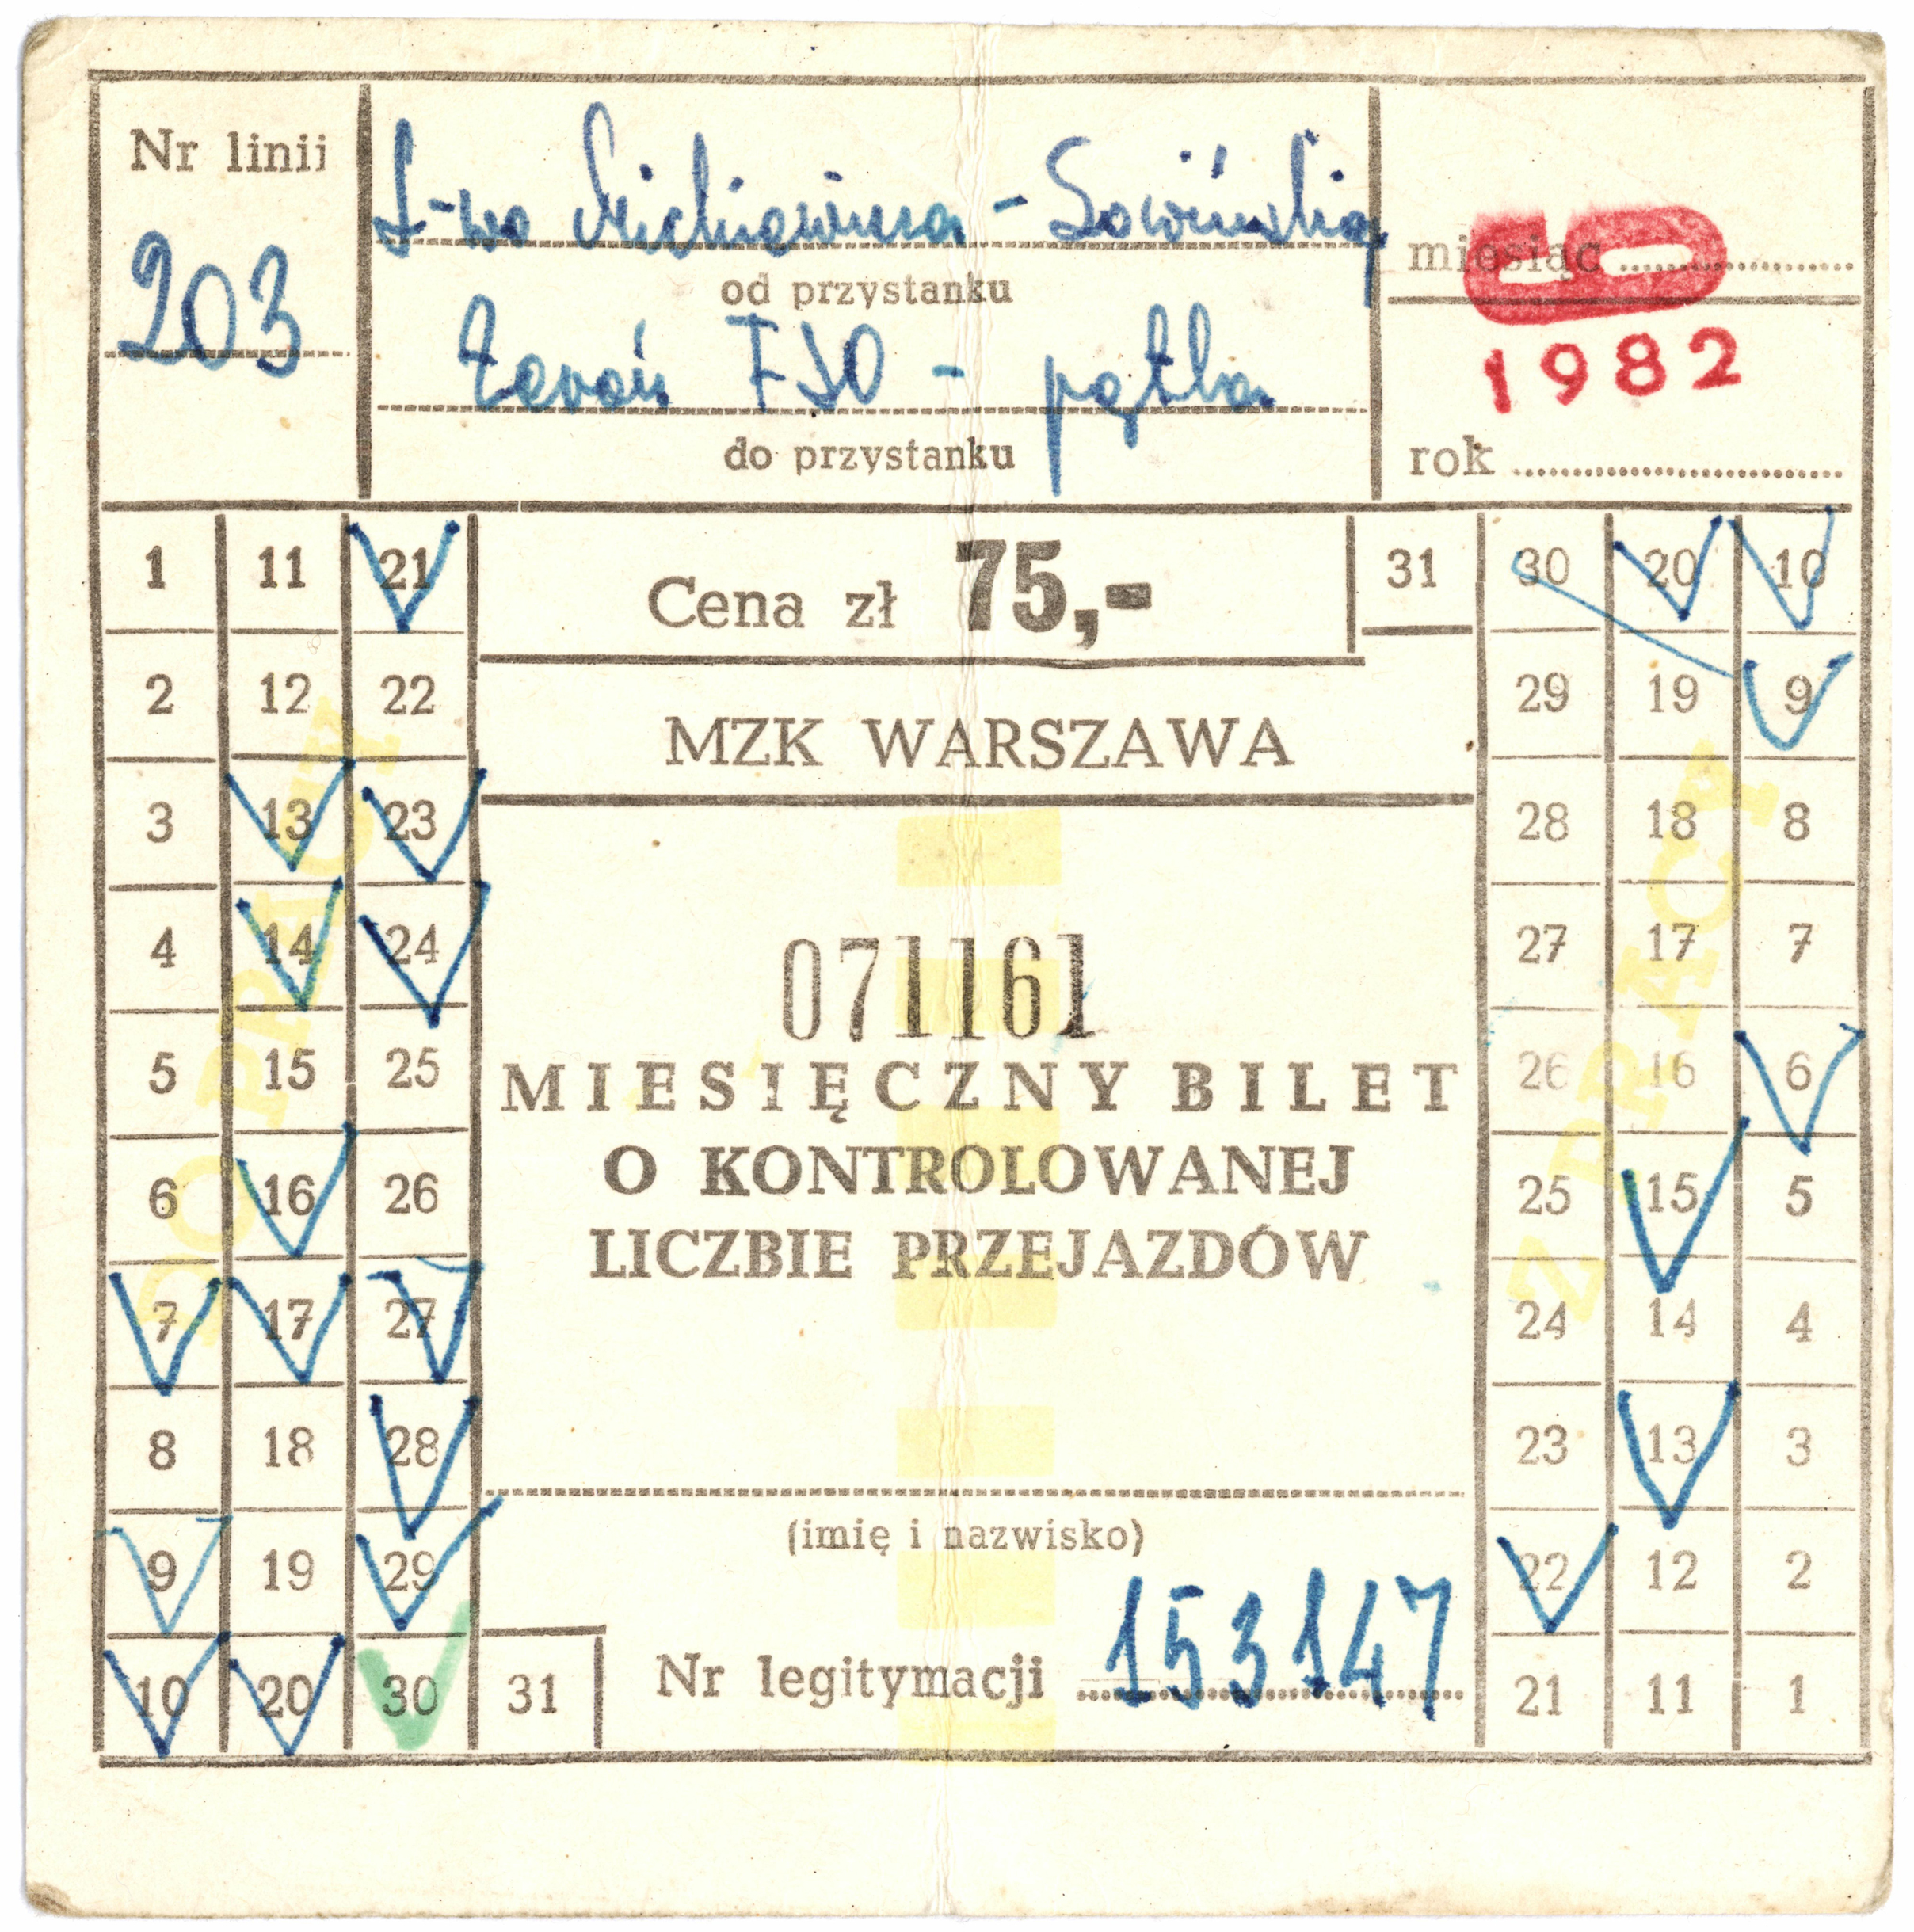 Nr linii
203
od przystanku
Żerań FSO - pętla
do przystanku
miesiąc
1982
rok
1 11 21
2 12 22
3 13 23
4 14 24
5 15 25
6 16 26
7 17 27
8 18 28
9 19 29
10 20 30 31
DO PRACY
Cena zł 75,-
MZK WARSZAWA
071161
MIESIĘCZNY BILET
O KONTROLOWANEJ
LICZBIE PRZEJAZDÓW
(imię i nazwisko)
Nr legitymacji 153147
31 30 20 10
29 19 9
28 18 8
27 17 7
26 16 6
25 15 5
24 14 4
23 13 3
22 12 2
21 11 1
Z PRACY